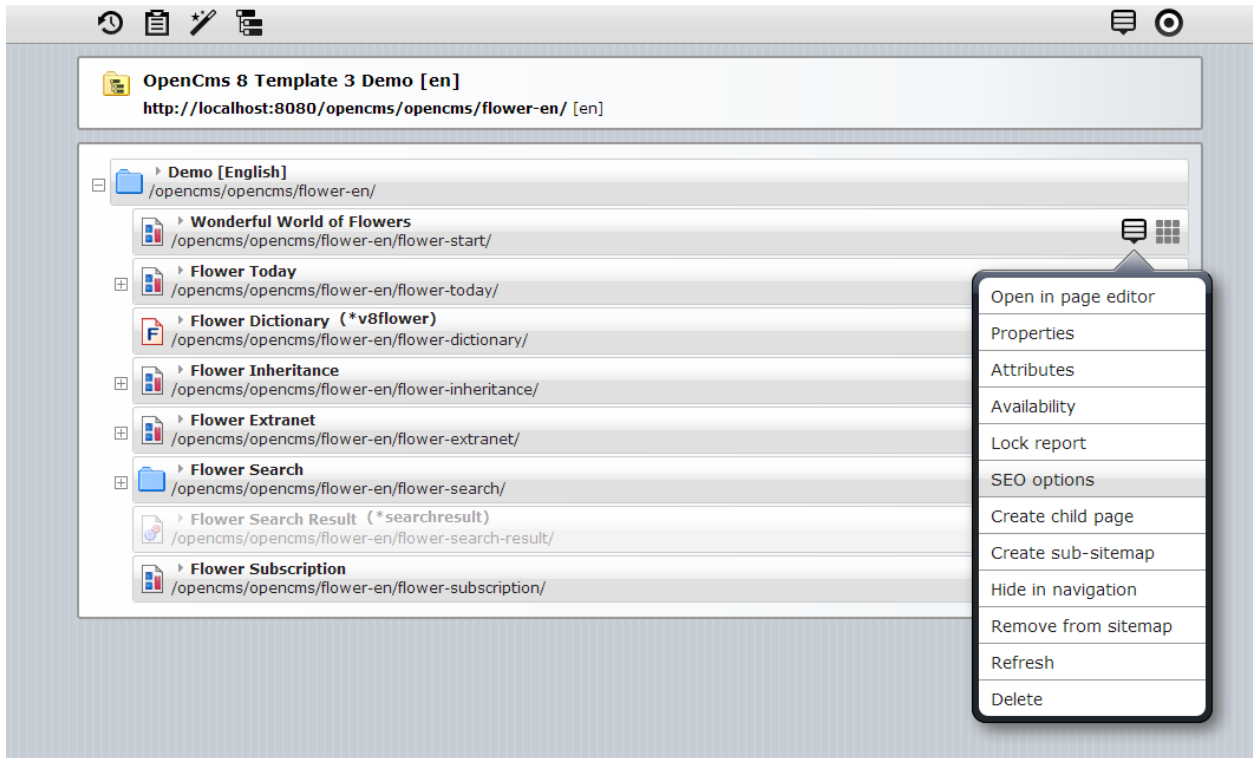 OpenCms 8 Template 3 Demo [en]
http://localhost:8080/opencms/opencms/flower-en/ [en]
Demo [English]
/opencms/opencms/flower-en/
Wonderful World of Flowers
/opencms/opencms/flower-en/flower-start/
Flower Today
/opencms/opencms/flower-en/flower-today/
Flower Dictionary (*v8flower)
/opencms/opencms/flower-en/flower-dictionary/
Flower Inheritance
/opencms/opencms/flower-en/flower-inheritance/
Flower Extranet
/opencms/opencms/flower-en/flower-extranet/
Flower Search
/opencms/opencms/flower-en/flower-search/
Flower Search Result (*searchresult)
/opencms/opencms/flower-en/flower-search-result/
Flower Subscription
/opencms/opencms/flower-en/flower-subscription/
Open in page editor
Properties
Attributes
Availability
Lock report
SEO options
Create child page
Create sub-sitemap
Hide in navigation
Remove from sitemap
Refresh
Delete